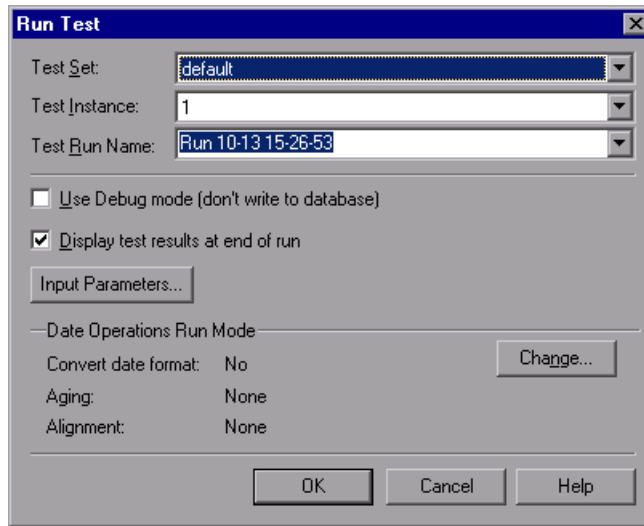 Run Test
Test Set: default
Test Instance: 1
Test Run Name: Run 10-13 15-26-53
Use Debug mode (don't write to database)
Display test results at end of run
Input Parameters...
Date Operations Run Mode
Convert date format: No Change...
Aging: None
Alignment: None
OK Cancel Help